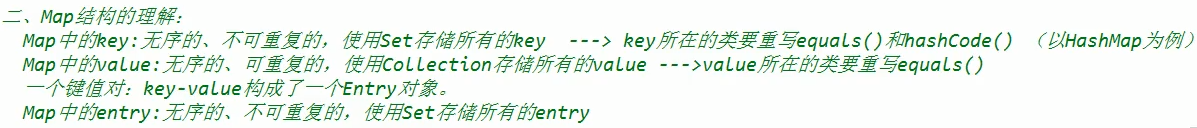 二、Map结构的理解:
Map中的key:无序的、不可重复的，使用Set存储所有的key ---> key所在的类要重写equals()和hashCode() （以HashMap为例）
Map中的value:无序的、可重复的，使用Collection存储所有的value --->value所在的类要重写equals()
一个键值对：key-value构成了一个Entry对象。
Map中的entry:无序的、不可重复的，使用Set存储所有的entry